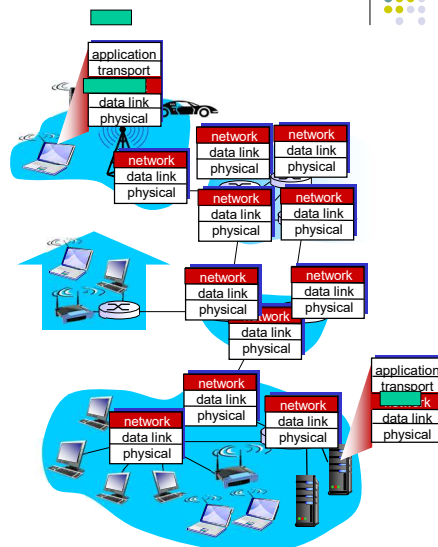 application
transport
data link
physical
network
data link
physical
network
data link
physical
network
data link
physical
network
data link
physical
network
data link
physical
network
data link
physical
network
data link
physical
network
data link
physical
network
data link
physical
network
data link
physical
network
data link
physical
application
transport
network
data link
physical